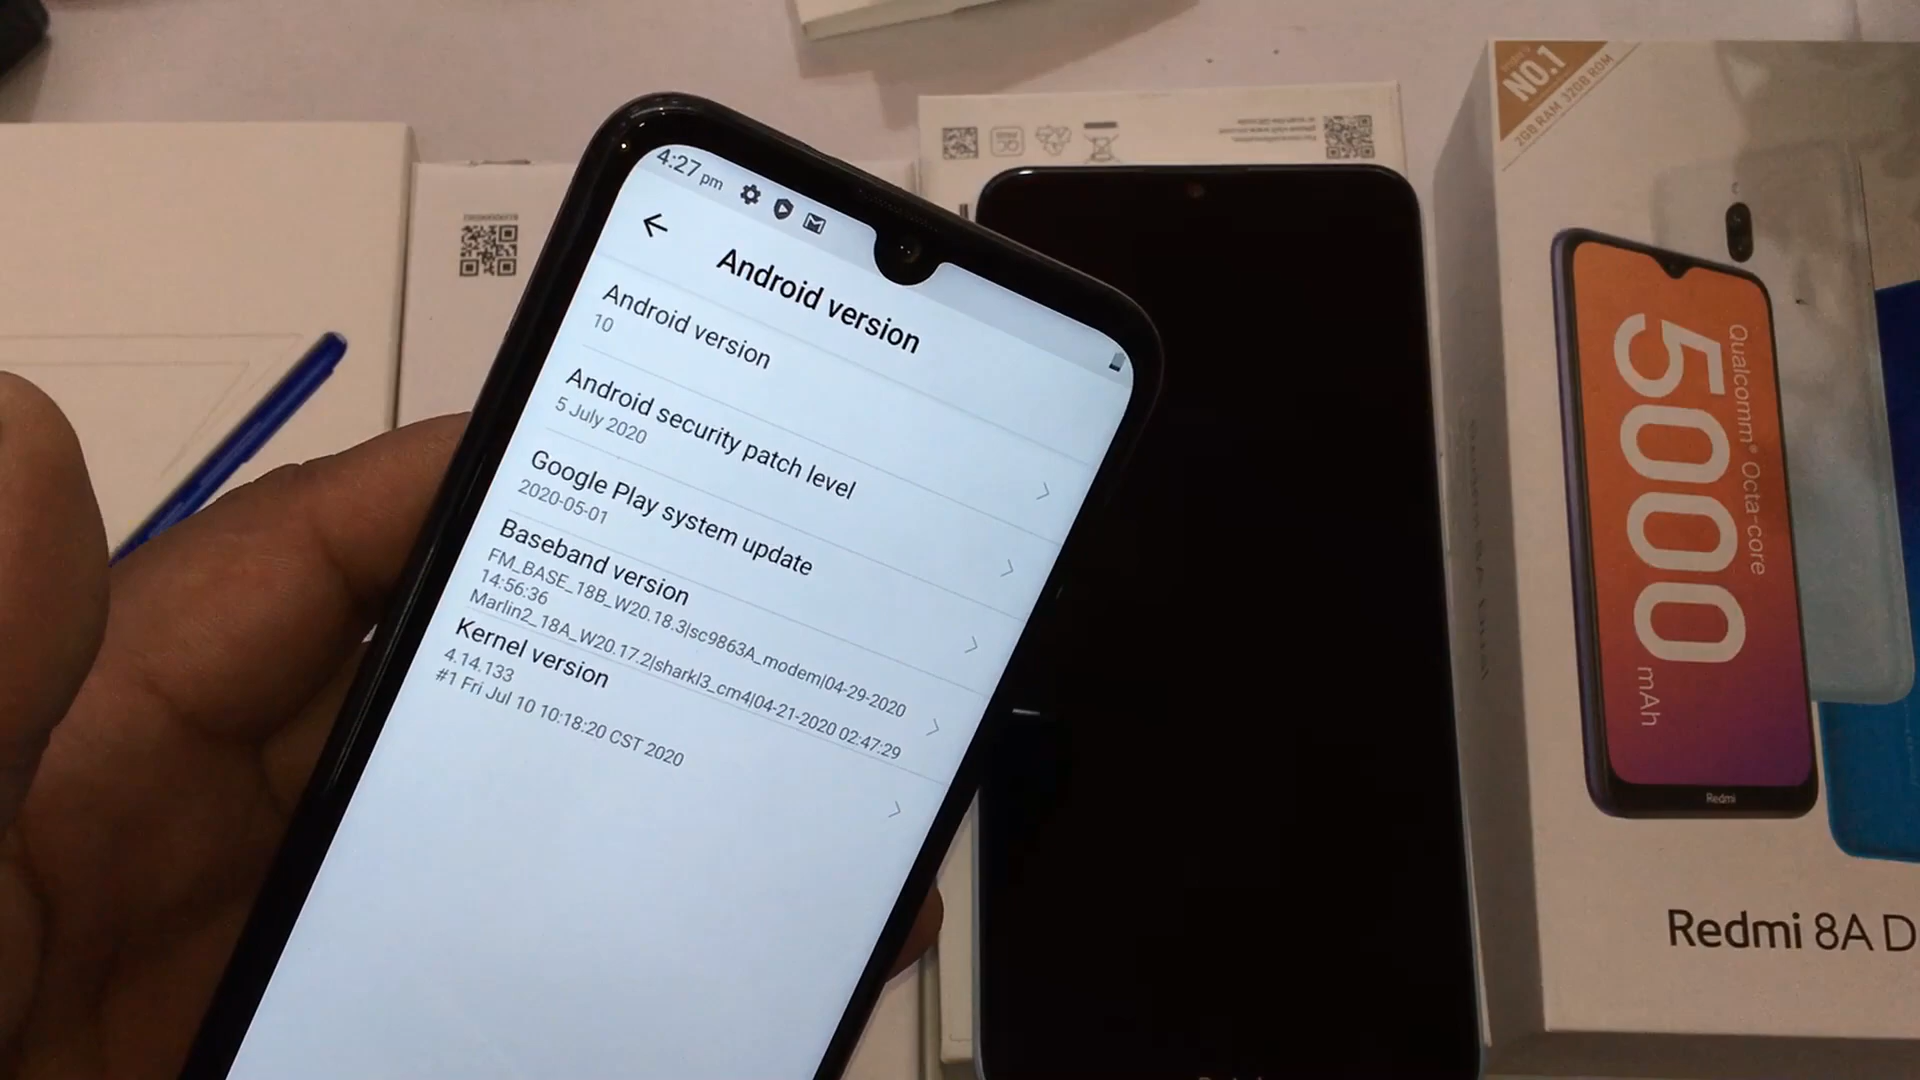 4:27 pm
Android version
Android version
10
Android security patch level
5 July 2020
Google Play system update
2020-05-01
Baseband version
FM_BASE_18B_W20.18.3|sc9863A_modem|04-29-2020
14:56:36
Marlin2_18A_W20.17.2|sharkl3_cm4|04-21-2020 02:47:29
Kernel version
4.14.133
#1 Fri Jul 10 10:18:20 CST 2020
NO.1
2GB RAM 32GB ROM
Qualcomm® Octa-core
5000
mAh
Redmi
Redmi 8A D